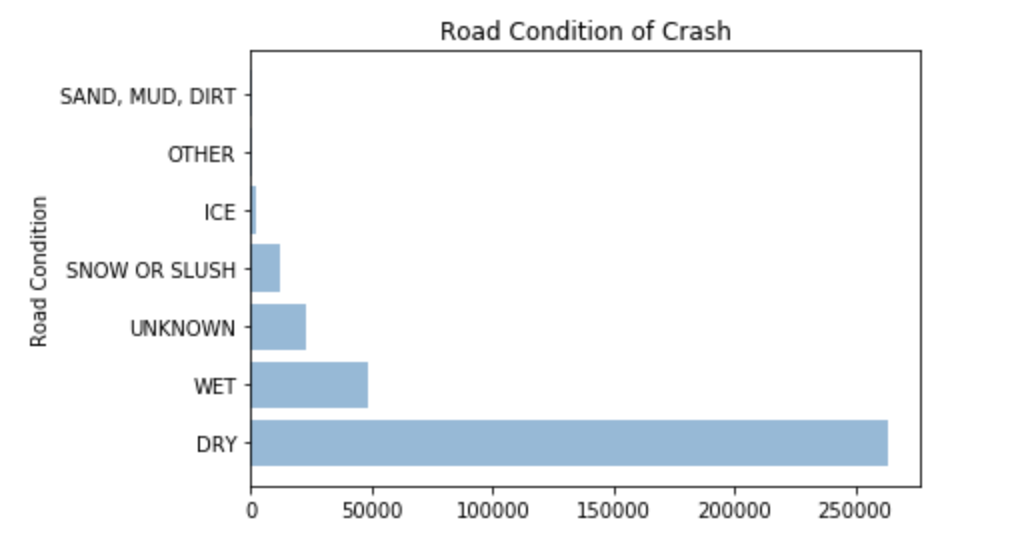 Road Condition of Crash
Road Condition
SAND, MUD, DIRT
OTHER
ICE
SNOW OR SLUSH
UNKNOWN
WET
DRY
0 50000 100000 150000 200000 250000